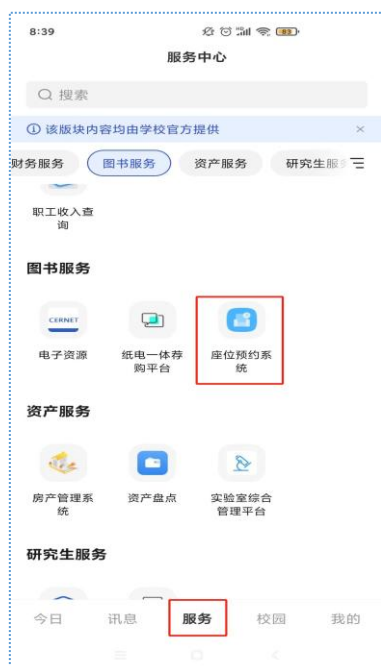 8:39
83
服务中心
搜索
该版块内容均由学校官方提供
财务服务 图书服务 资产服务 研究生服
职工收入查
询
图书服务
CERNET
电子资源 纸电一体荐 座位预约系
购平台 统
资产服务
房产管理系 资产盘点 实验室综合
统 管理平台
研究生服务
今日 讯息 服务 校园 我的